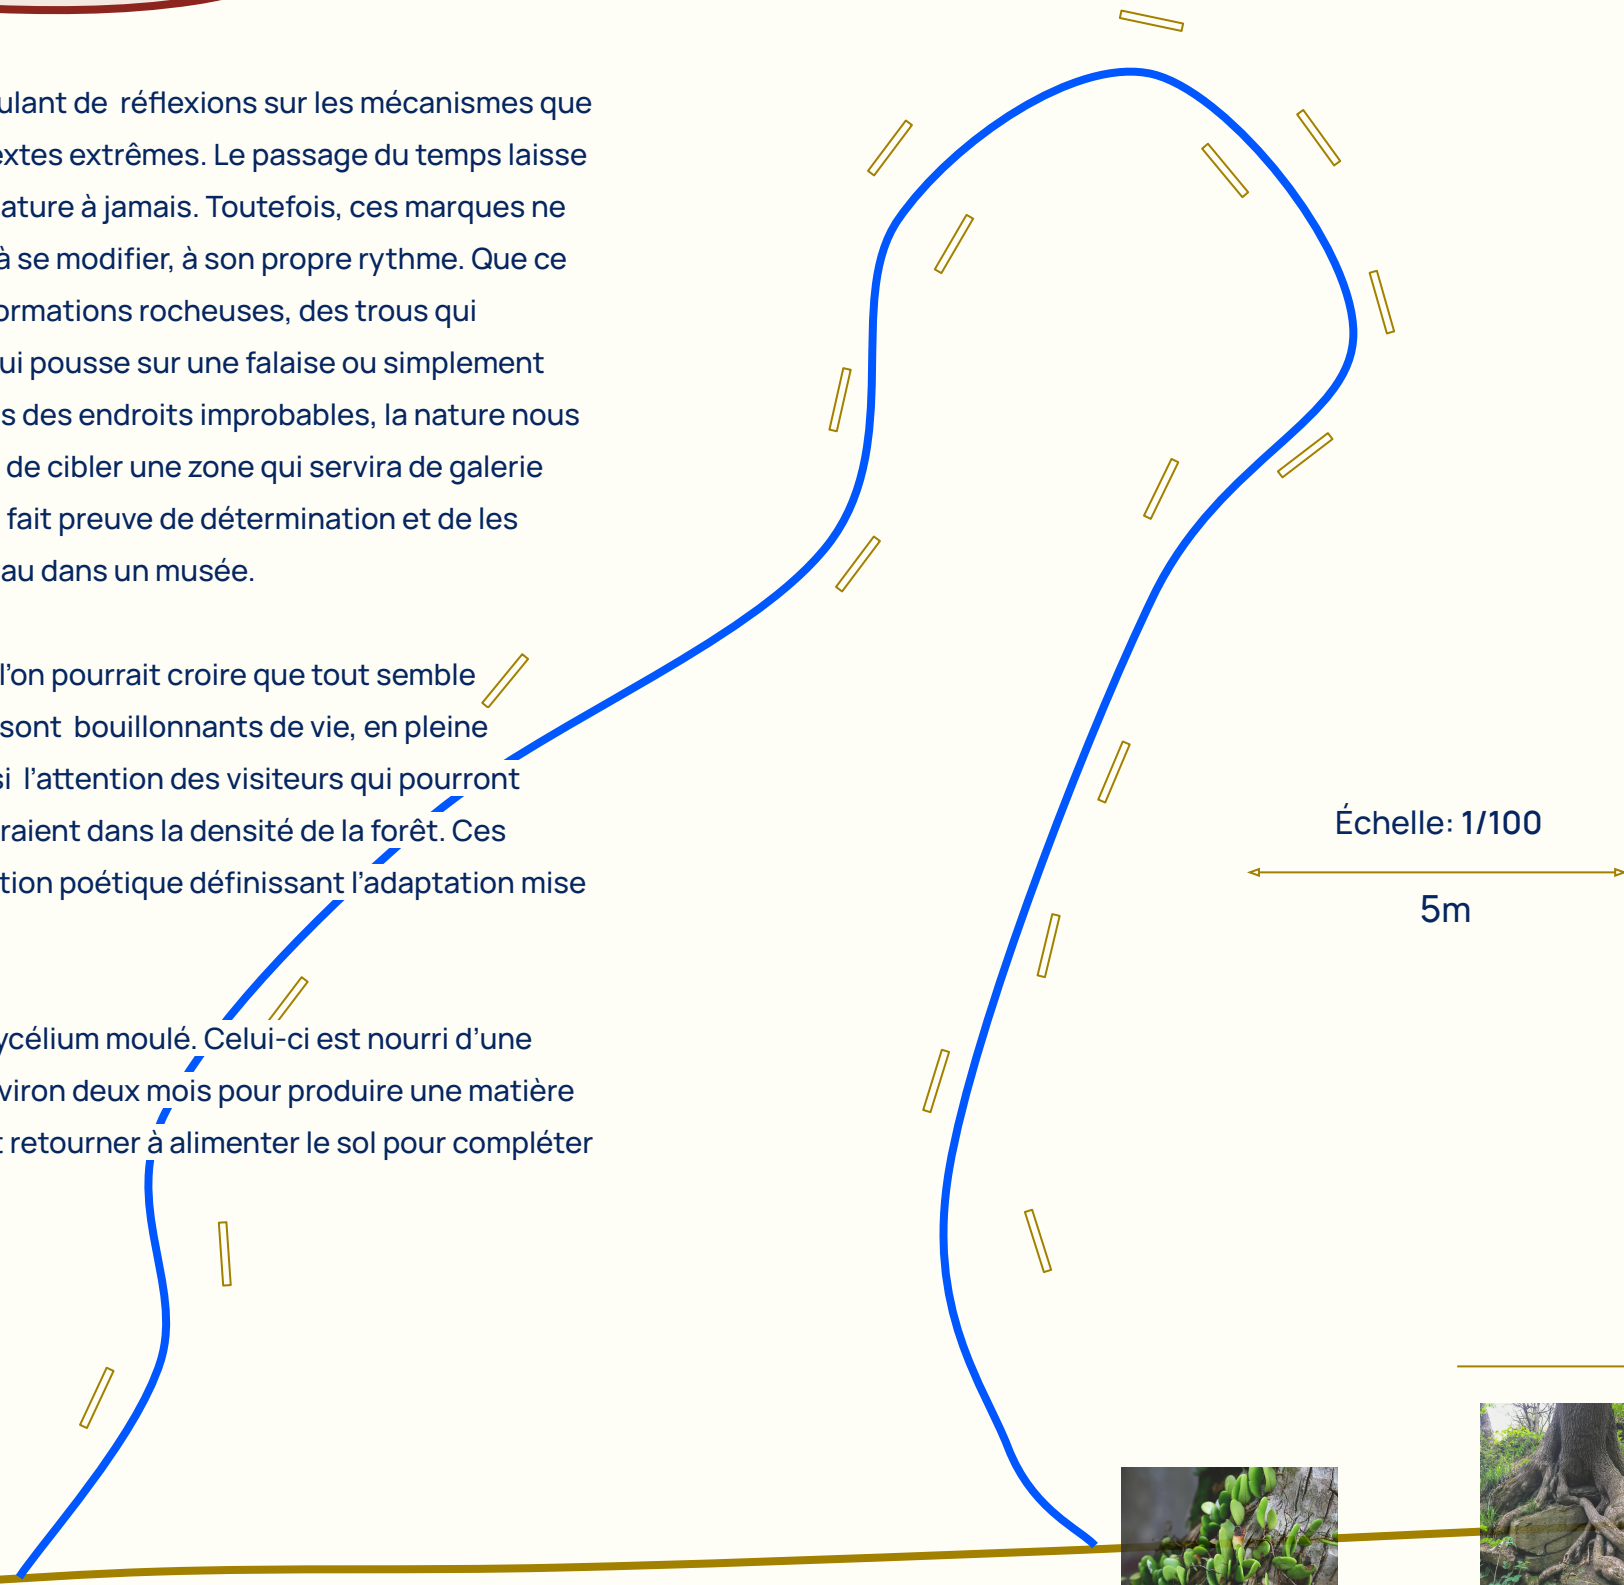 ulant de  réflexions sur les mécanismes que
extes extrêmes. Le passage du temps laisse
ature à jamais. Toutefois, ces marques ne
à se modifier, à son propre rythme. Que ce
ormations rocheuses, des trous qui
ui pousse sur une falaise ou simplement
s des endroits improbables, la nature nous
de cibler une zone qui servira de galerie
fait preuve de détermination et de les
au dans un musée.
l’on pourrait croire que tout semble
sont  bouillonnants de vie, en pleine
si  l’attention des visiteurs qui pourront
raient dans la densité de la forêt. Ces
tion poétique définissant l’adaptation mise
ycélium moulé. Celui-ci est nourri d’une
viron deux mois pour produire une matière
t retourner à alimenter le sol pour compléter
Échelle: 1/100
5m